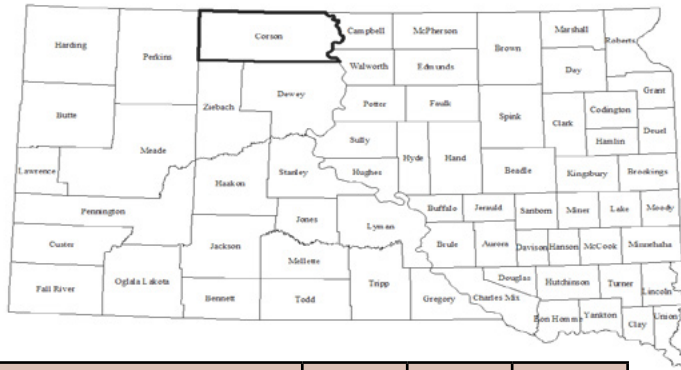 Harding
Perkins
Corson
Campbell
McPherson
Brown
Marshall
Roberts
Walworth
Edmunds
Day
Butte
Ziebach
Dewey
Potter
Faulk
Spink
Clark
Codington
Grant
Meade
Sully
Hamlin
Deuel
Lawrence
Haakon
Stanley
Hughes
Hyde
Hand
Beadle
Kingsbury
Brookings
Pennington
Jones
Lyman
Buffalo
Jerauld
Sanborn
Miner
Lake
Moody
Custer
Jackson
Mellette
Brule
Aurora
Davison
Hanson
McCook
Minnehaha
Fall River
Oglala Lakota
Bennett
Todd
Tripp
Gregory
Charles Mix
Douglas
Hutchinson
Turner
Lincoln
Bon Homme
Yankton
Clay
Union